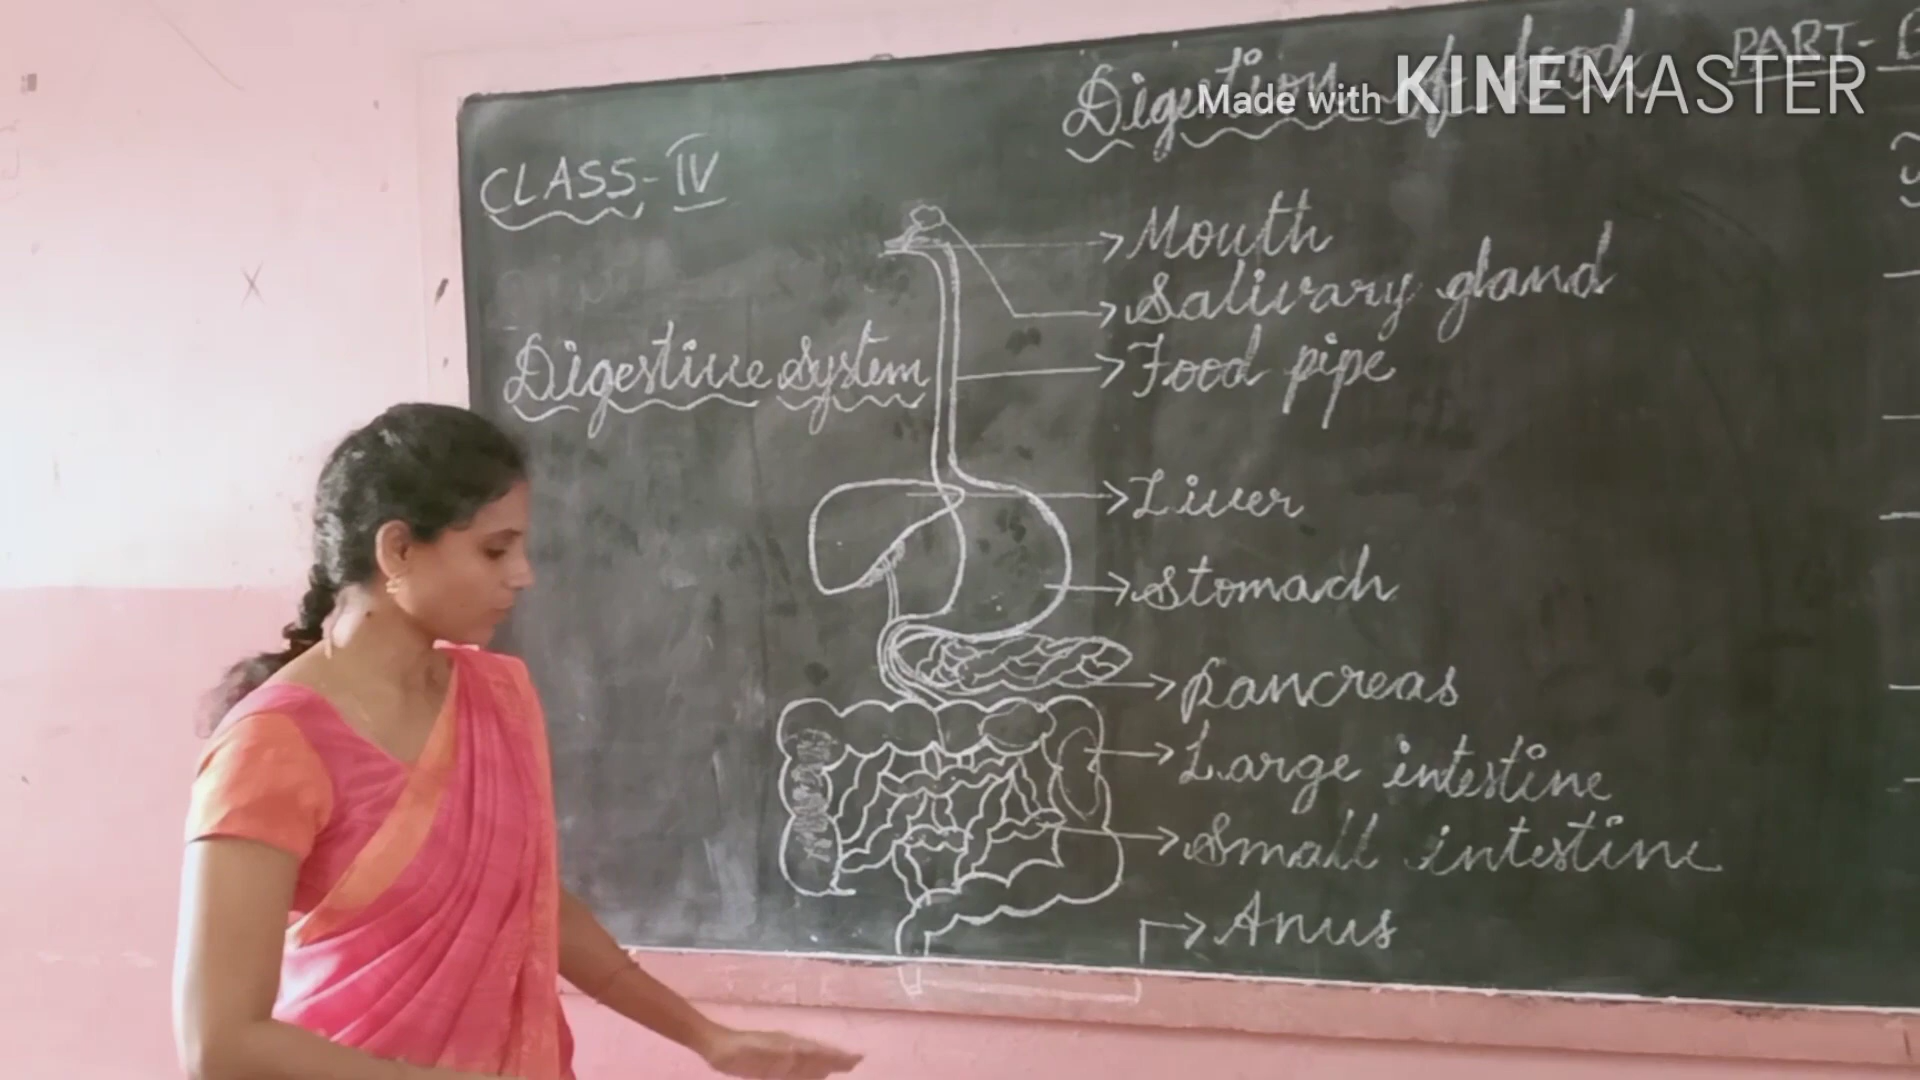 Digestion of food
PART-
Made with KINEMASTER
CLASS-IV
Digestive system
Mouth
Salivary gland
Food pipe
Liver
Stomach
Pancreas
Large intestine
Small intestine
Anus